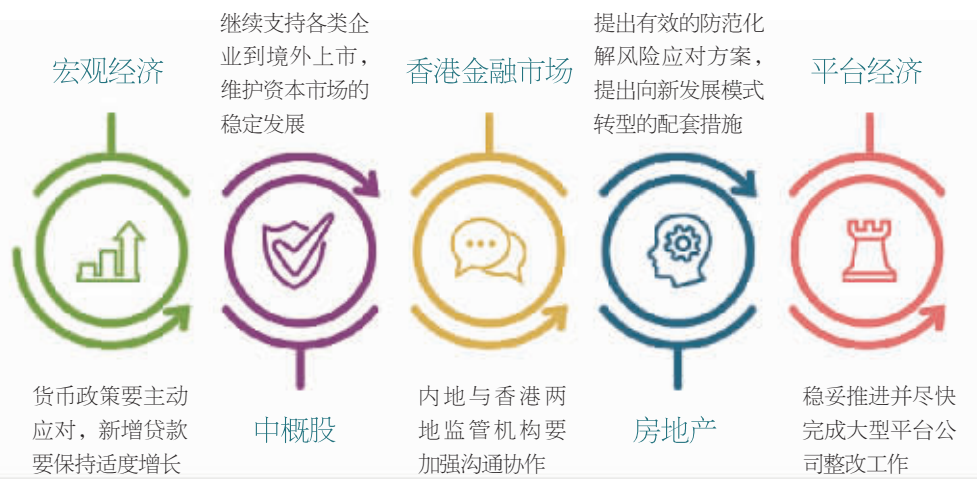 宏观经济
货币政策要主动
应对，新增贷款
要保持适度增长
继续支持各类企
业到境外上市，
维护资本市场的
稳定发展
中概股
香港金融市场
内地与香港两
地监管机构要
加强沟通协作
提出有效的防范化
解风险应对方案，
提出向新发展模式
转型的配套措施
房地产
平台经济
稳妥推进并尽快
完成大型平台公
司整改工作